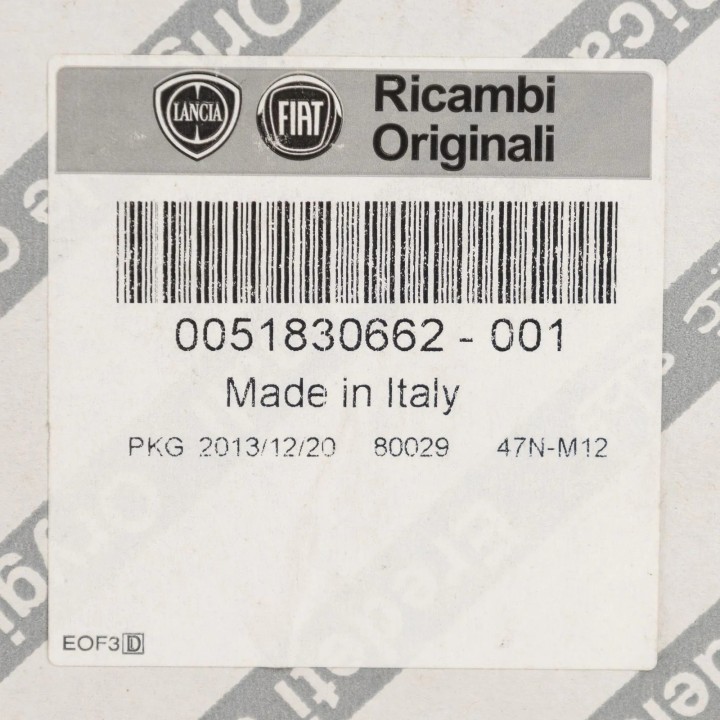 LANCIA
FIAT
Ricambi
Originali
0051830662 - 001
Made in Italy
PKG 2013/12/20 80029 47N-M12
EOF3 D